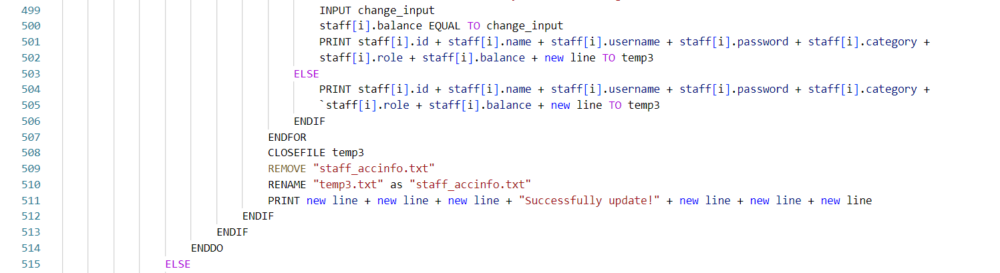 499 INPUT change_input
500 staff[i].balance EQUAL TO change_input
501 PRINT staff[i].id + staff[i].name + staff[i].username + staff[i].password + staff[i].category +
502 staff[i].role + staff[i].balance + new line TO temp3
503 ELSE
504 PRINT staff[i].id + staff[i].name + staff[i].username + staff[i].password + staff[i].category +
505 `staff[i].role + staff[i].balance + new line TO temp3
506 ENDIF
507 ENDFOR
508 CLOSEFILE temp3
509 REMOVE "staff_accinfo.txt"
510 RENAME "temp3.txt" as "staff_accinfo.txt"
511 PRINT new line + new line + new line + "Successfully update!" + new line + new line + new line
512 ENDIF
513 ENDIF
514 ENDDO
515 ELSE